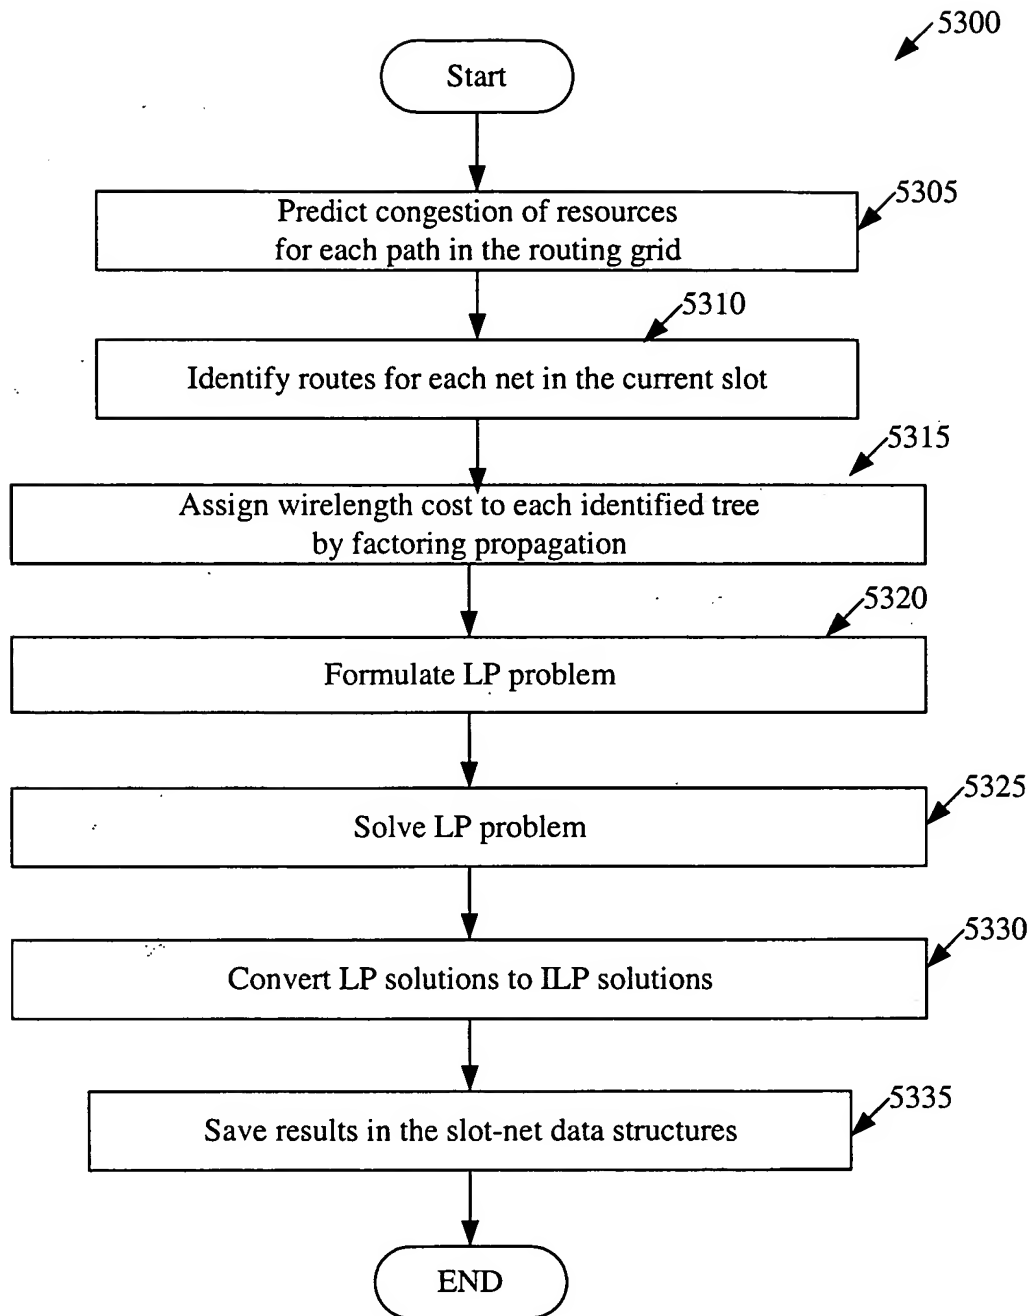 5300
Start
5305
Predict congestion of resources
for each path in the routing grid
5310
Identify routes for each net in the current slot
5315
Assign wirelength cost to each identified tree
by factoring propagation
5320
Formulate LP problem
5325
Solve LP problem
5330
Convert LP solutions to ILP solutions
5335
Save results in the slot-net data structures
END